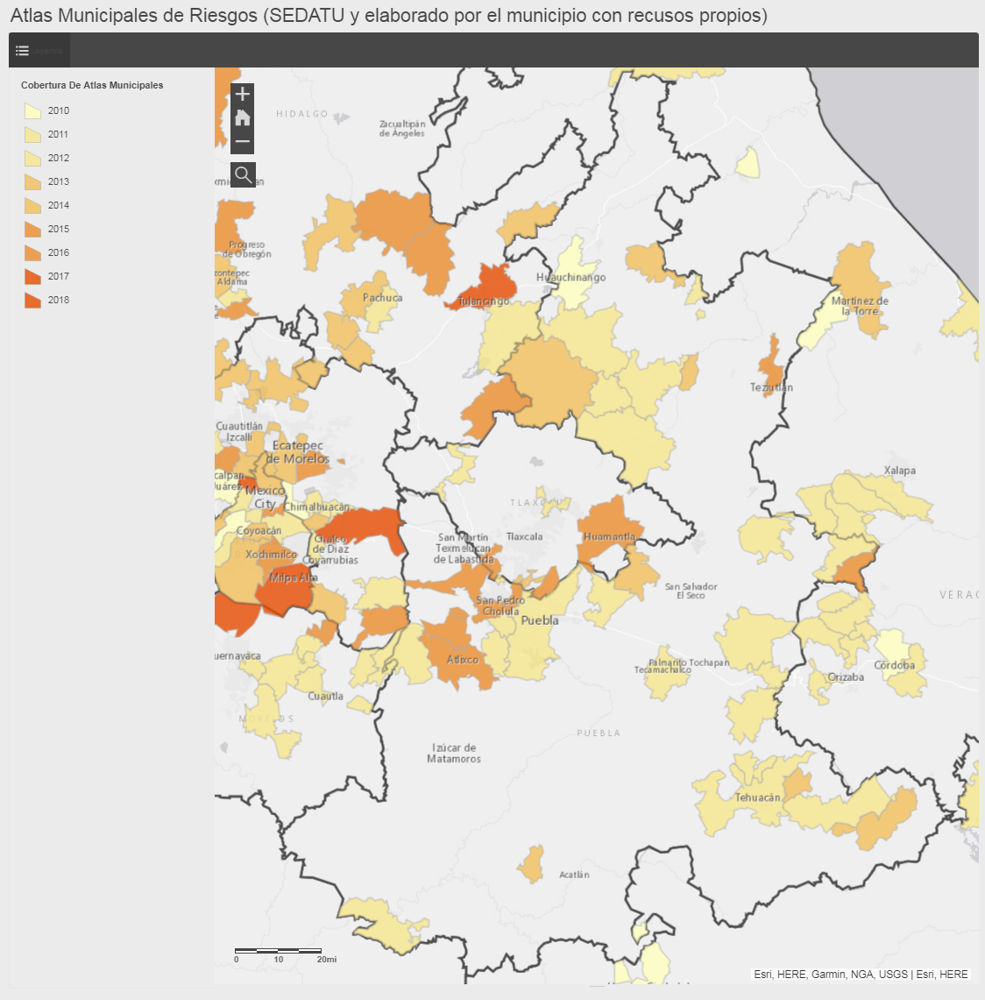 Atlas Municipales de Riesgos (SEDATU y elaborado por el municipio con recusos propios)
Cobertura De Atlas Municipales
2010
2011
2012
2013
2014
2015
2016
2017
2018
HIDALGO
Zacualtipán
de Ángeles
Progreso
de Obregón
Aldama
Pachuca
Tulancingo
Huauchinango
Martínez de
la Torre
Teziutlán
Cuautitlán
Izcalli
Ecatepec
de Morelos
Xalapa
Mexico
City
Chimalhuacán
TLAXC
Coyoacán
Chalco
de Díaz
Covarrubias
San Martín
Texmelucan
de Labastida
Tlaxcala
Huamantla
Xochimilco
Milpa Alta
San Salvador
El Seco
San Pedro
Cholula
Puebla
VERAC
Atlixco
Palmarito Tochapan
Tecamachalco
Orizaba
Córdoba
Cuautla
MORELOS
PUEBLA
Izúcar de
Matamoros
Tehuacán
Acatlán
0 10 20mi
Esri, HERE, Garmin, NGA, USGS | Esri, HERE